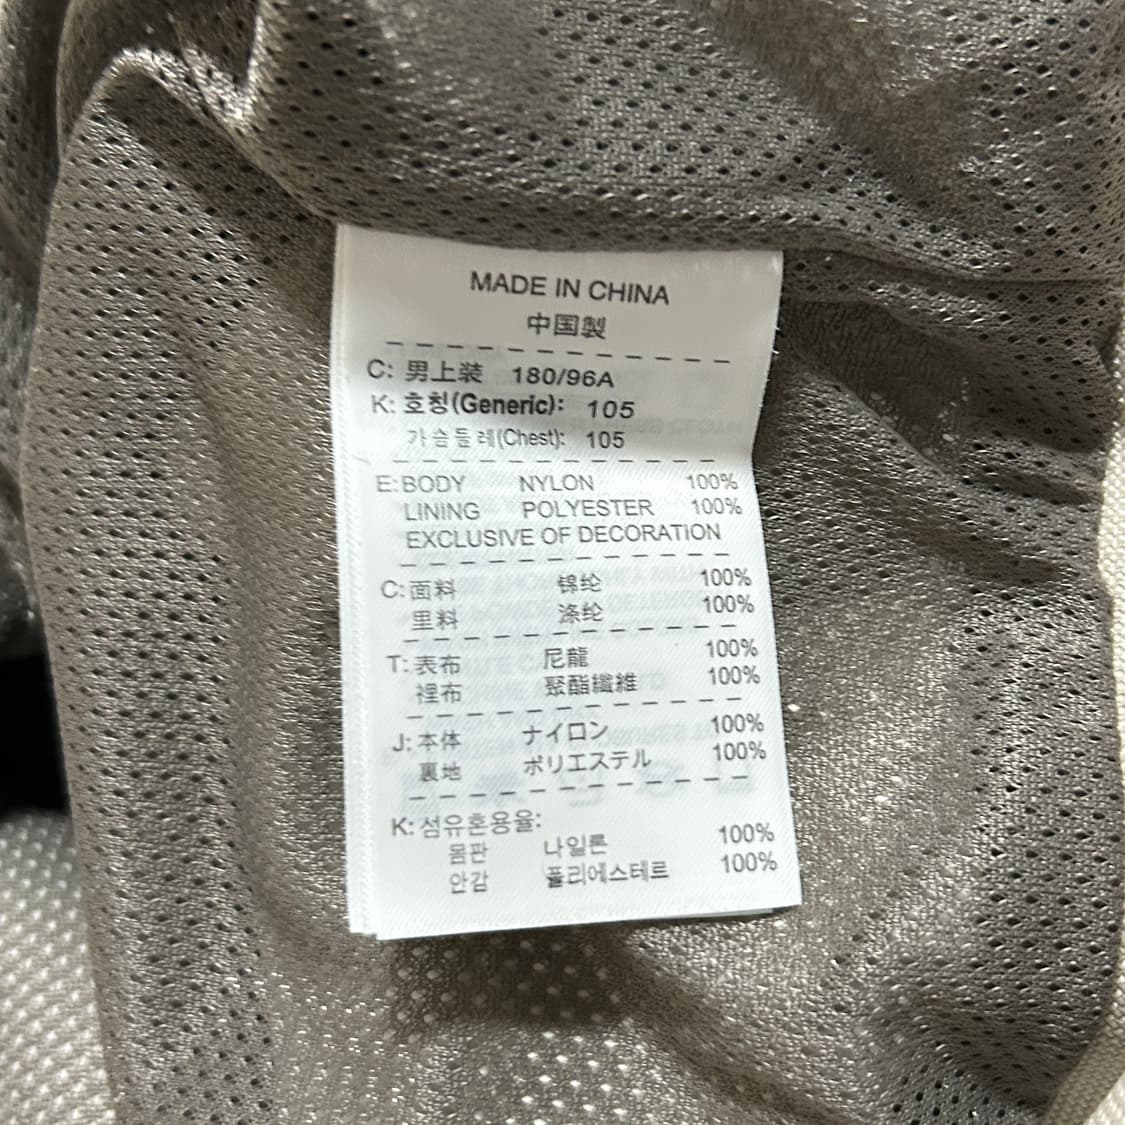 MADE IN CHINA
中国製
C: 男上装 180/96A
K: 호칭(Generic): 105
가슴둘레(Chest): 105
E:BODY NYLON 100%
LINING POLYESTER 100%
EXCLUSIVE OF DECORATION
C:面料 锦纶 100%
里料 涤纶 100%
T:表布 尼龍 100%
裡布 聚酯纖維 100%
J:本体 ナイロン 100%
裏地 ポリエステル 100%
K:섬유혼용율:
몸판 나일론 100%
안감 폴리에스테르 100%